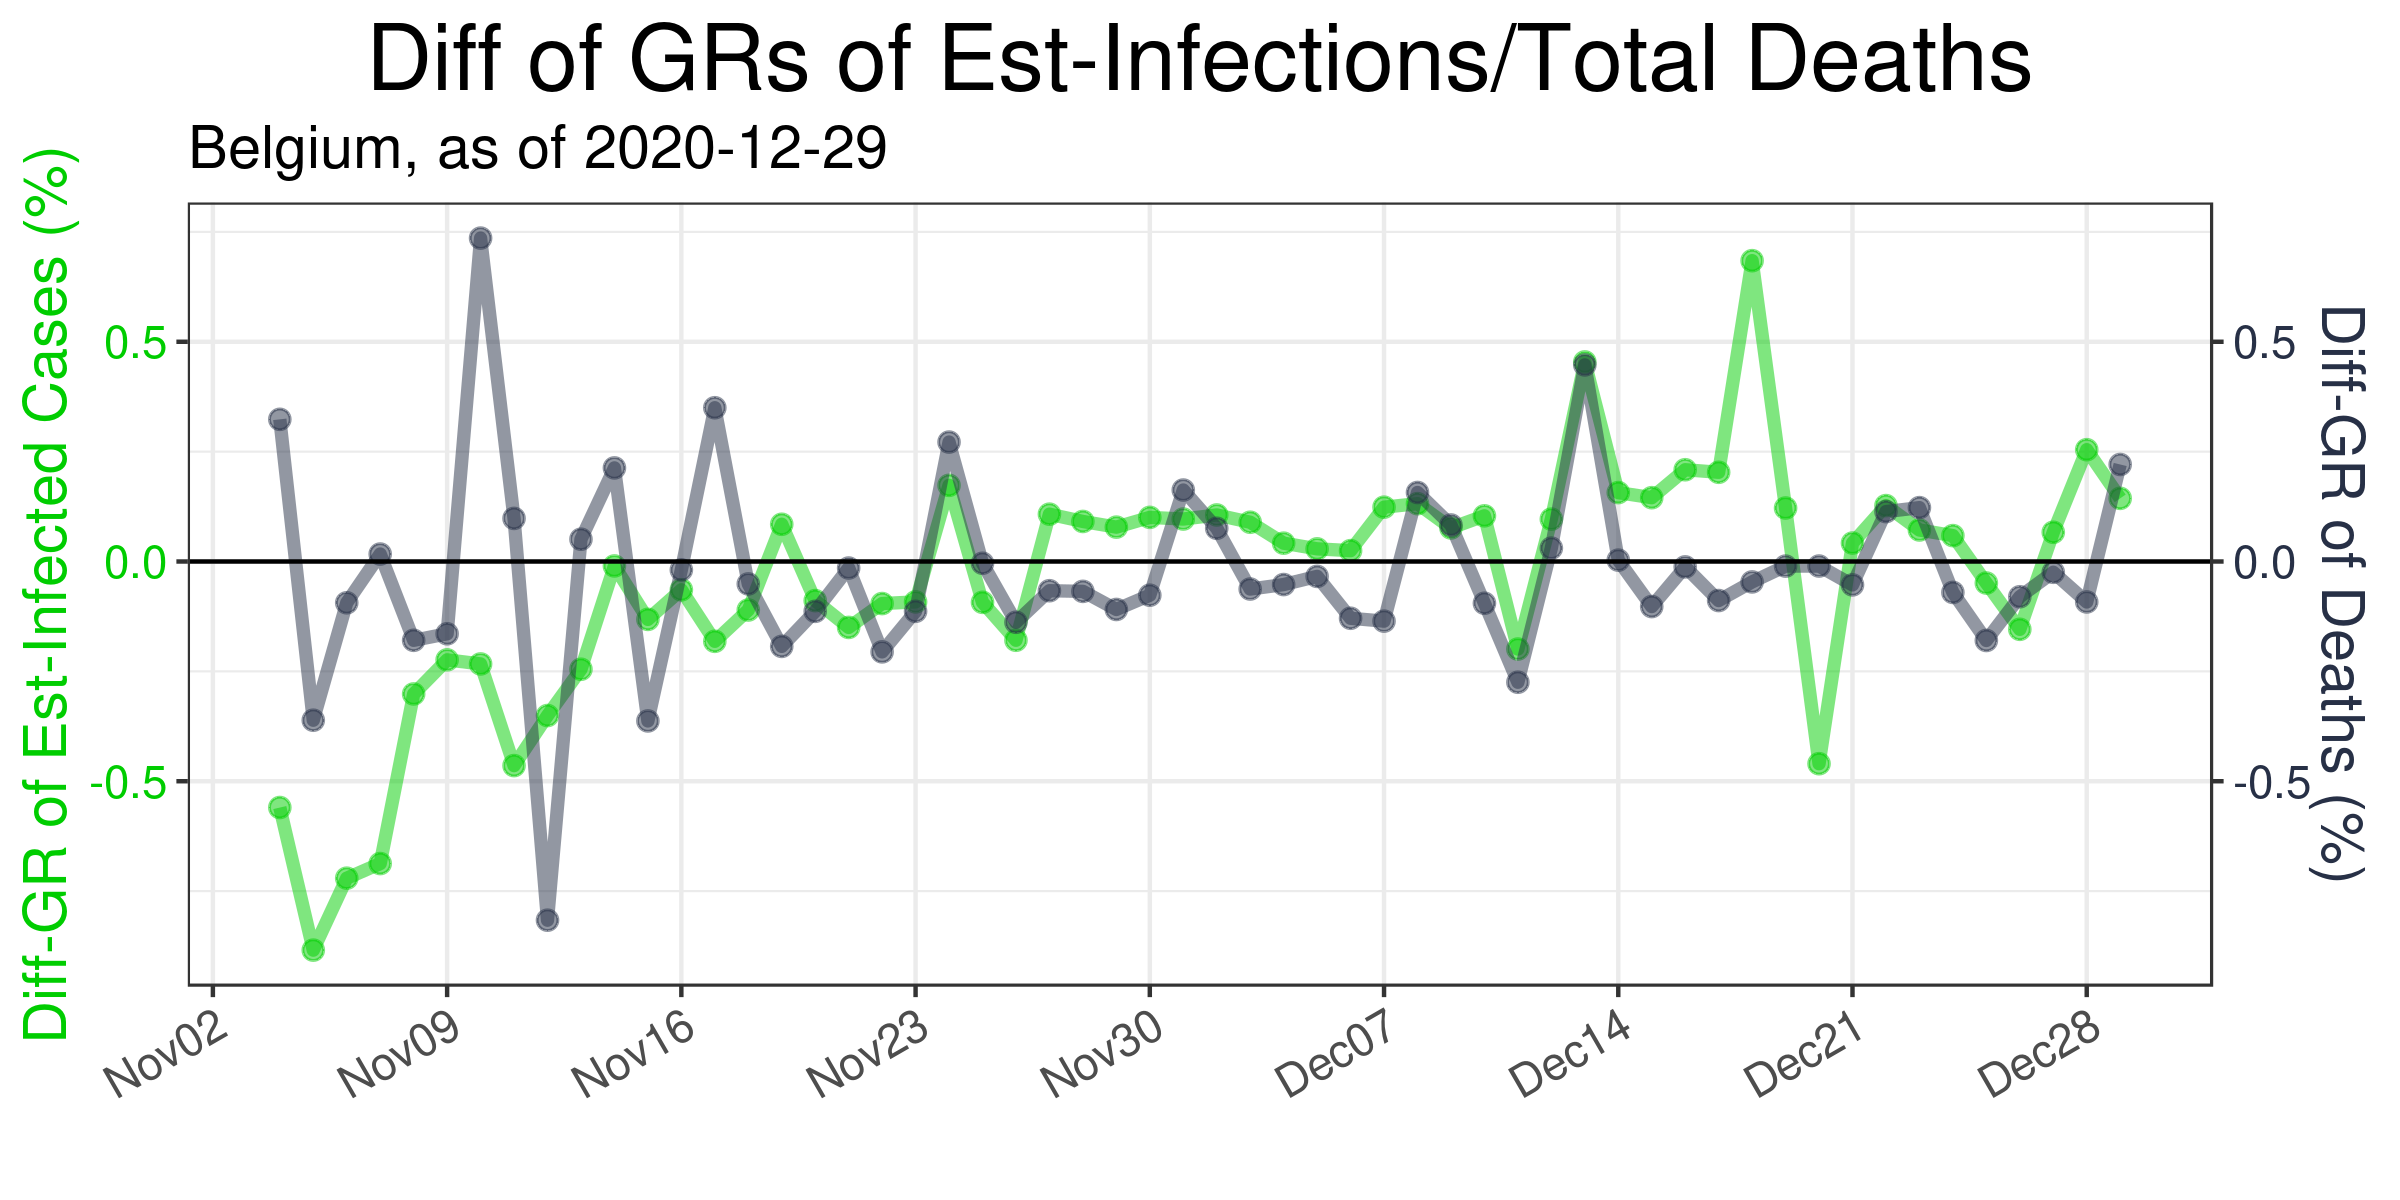 Diff of GRs of Est-Infections/Total Deaths
Belgium, as of 2020-12-29
Diff-GR of Est-Infected Cases (%)
0.5
0.0
-0.5
0.5
0.0
-0.5
Diff-GR of Deaths (%)
Nov02
Nov09
Nov16
Nov23
Nov30
Dec07
Dec14
Dec21
Dec28